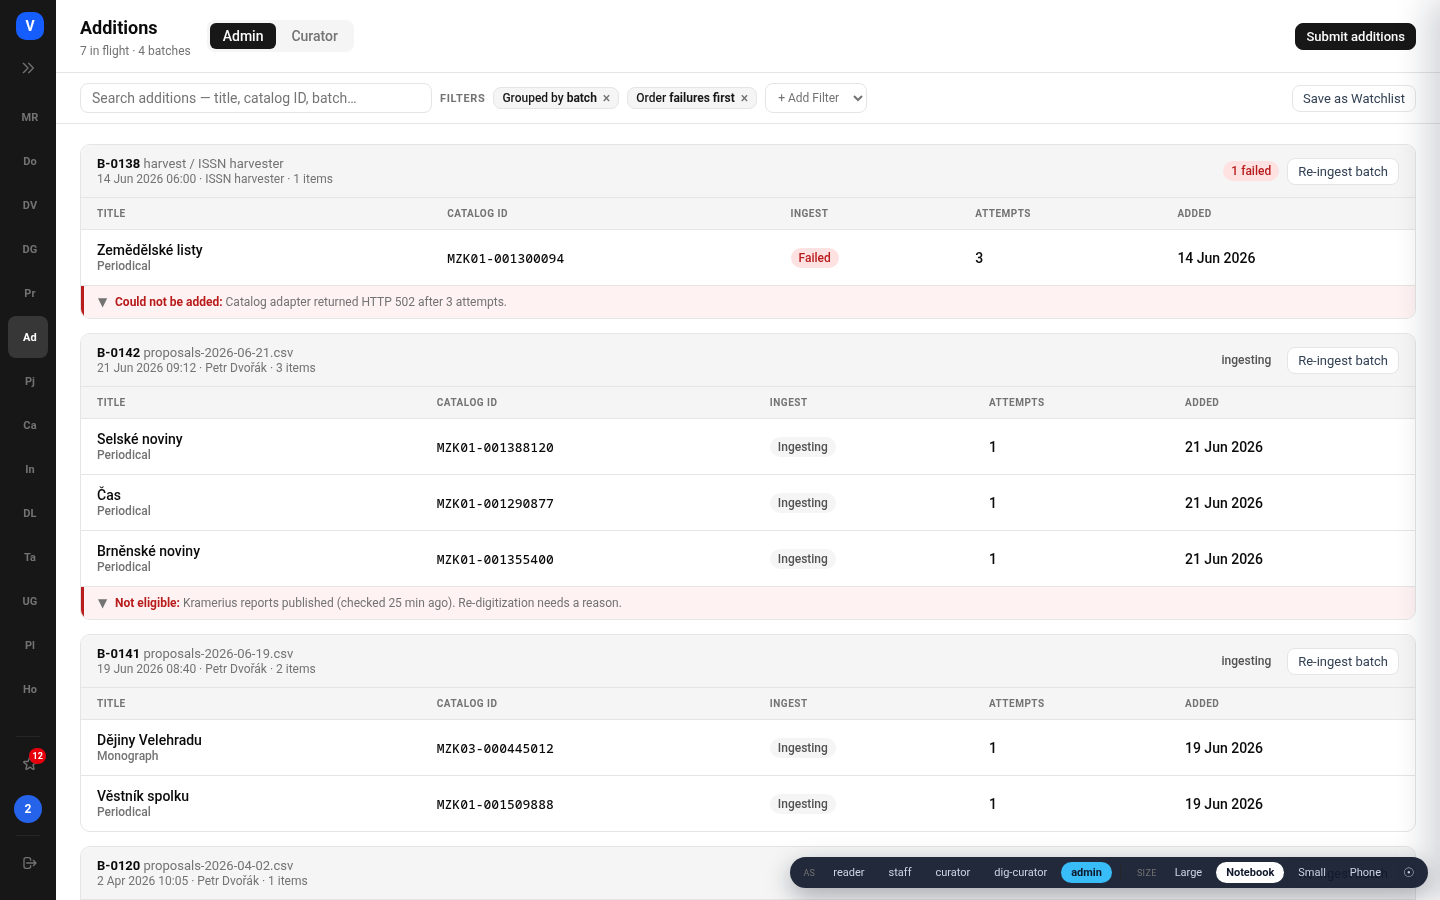 V
MR
Do
DV
DG
Pr
Ad
Pj
Ca
In
DL
Ta
UG
Pl
Ho
12
2
Additions
7 in flight · 4 batches
Admin
Curator
Submit additions
Search additions — title, catalog ID, batch…
FILTERS
Grouped by batch ×
Order failures first ×
+ Add Filter
Save as Watchlist
B-0138 harvest / ISSN harvester
14 Jun 2026 06:00 · ISSN harvester · 1 items
1 failed
Re-ingest batch
TITLE CATALOG ID INGEST ATTEMPTS ADDED
Zemědělské listy
Periodical
MZK01-001300094 Failed 3 14 Jun 2026
▼ Could not be added: Catalog adapter returned HTTP 502 after 3 attempts.
B-0142 proposals-2026-06-21.csv
21 Jun 2026 09:12 · Petr Dvořák · 3 items
ingesting
Re-ingest batch
TITLE CATALOG ID INGEST ATTEMPTS ADDED
Selské noviny
Periodical
MZK01-001388120 Ingesting 1 21 Jun 2026
Čas
Periodical
MZK01-001290877 Ingesting 1 21 Jun 2026
Brněnské noviny
Periodical
MZK01-001355400 Ingesting 1 21 Jun 2026
▼ Not eligible: Kramerius reports published (checked 25 min ago). Re-digitization needs a reason.
B-0141 proposals-2026-06-19.csv
19 Jun 2026 08:40 · Petr Dvořák · 2 items
ingesting
Re-ingest batch
TITLE CATALOG ID INGEST ATTEMPTS ADDED
Dějiny Velehradu
Monograph
MZK03-000445012 Ingesting 1 19 Jun 2026
Věstník spolku
Periodical
MZK01-001509888 Ingesting 1 19 Jun 2026
B-0120 proposals-2026-04-02.csv
2 Apr 2026 10:05 · Petr Dvořák · 1 items
AS reader staff curator dig-curator admin SIZE Large Notebook Small Phone